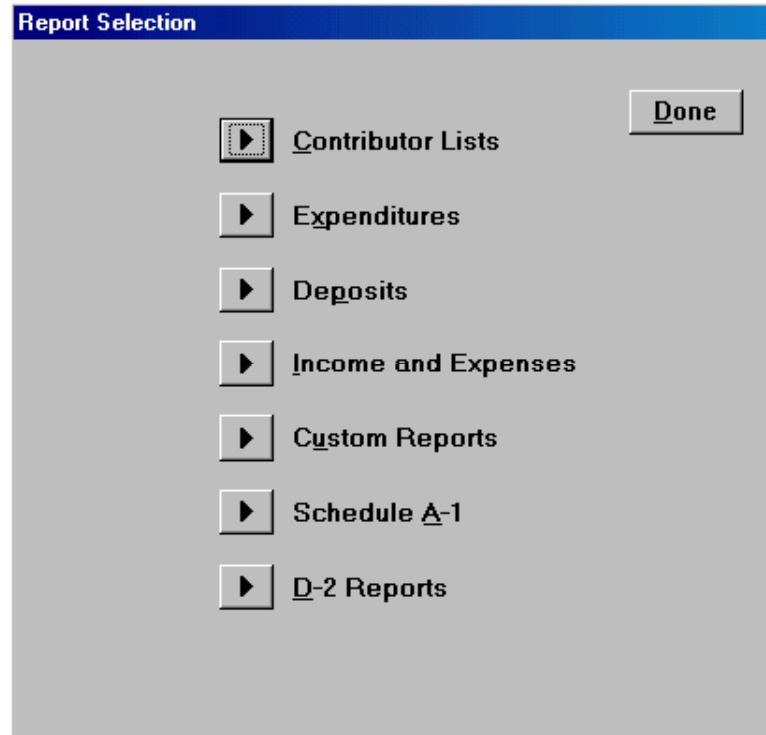 Report Selection
Done
Contributor Lists
Expenditures
Deposits
Income and Expenses
Custom Reports
Schedule A-1
D-2 Reports